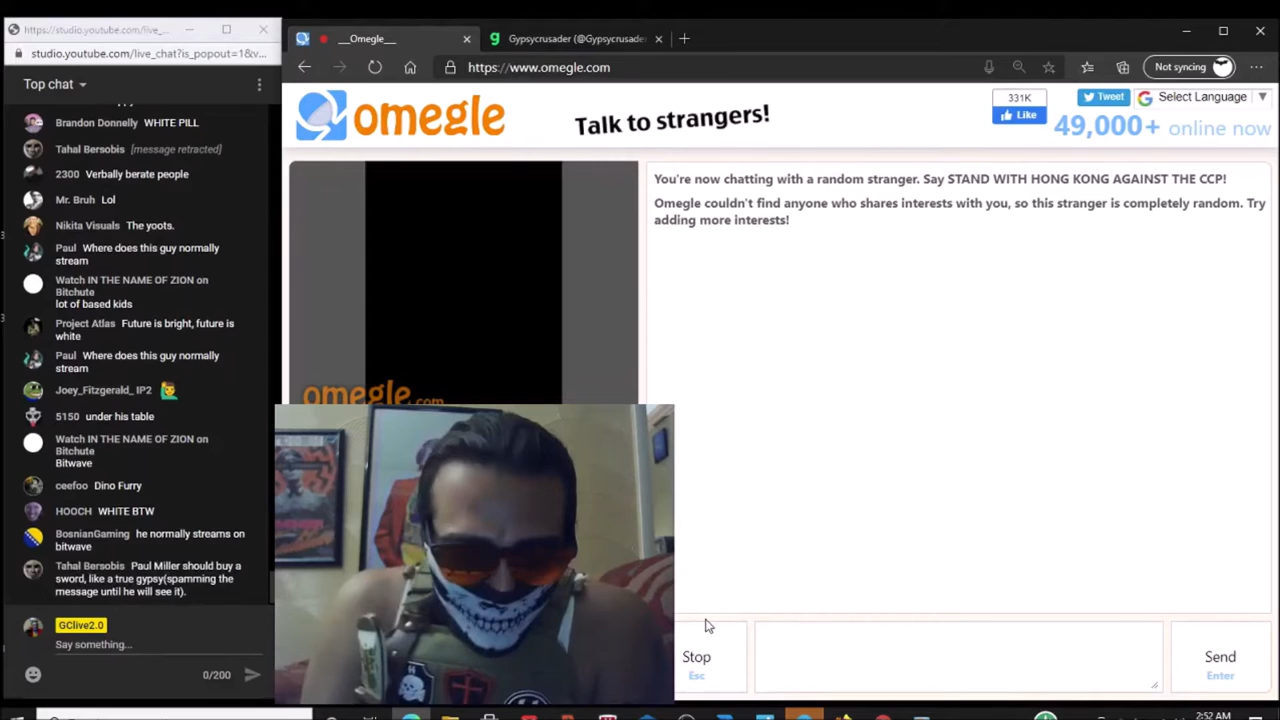 https://studio.youtube.com/live_
studio.youtube.com/live_chat?is_popout=1&v...
Top chat
Brandon Donnelly WHITE PILL
Tahal Bersobis [message retracted]
2300 Verbally berate people
Mr. Bruh Lol
Nikita Visuals The yoots.
Paul Where does this guy normally
stream
Watch IN THE NAME OF ZION on
Bitchute
lot of based kids
Project Atlas Future is bright, future is
white
Paul Where does this guy normally
stream
Joey_Fitzgerald_ IP2 🙋‍♂️
5150 under his table
Watch IN THE NAME OF ZION on
Bitchute
Bitwave
ceefoo Dino Furry
HOOCH WHITE BTW
BosnianGaming he normally streams on
bitwave
Tahal Bersobis Paul Miller should buy a
sword, like a true gypsy(spamming the
message until he will see it).
GClive2.0
Say something...
0/200
__Omegle__
Gypsycrusader (@Gypsycrusader
https://www.omegle.com
Not syncing
omegle
Talk to strangers!
331K
Like
Tweet
G Select Language
49,000+ online now
You're now chatting with a random stranger. Say STAND WITH HONG KONG AGAINST THE CCP!
Omegle couldn't find anyone who shares interests with you, so this stranger is completely random. Try
adding more interests!
omegle.com
Stop
Esc
Send
Enter
2:52 AM